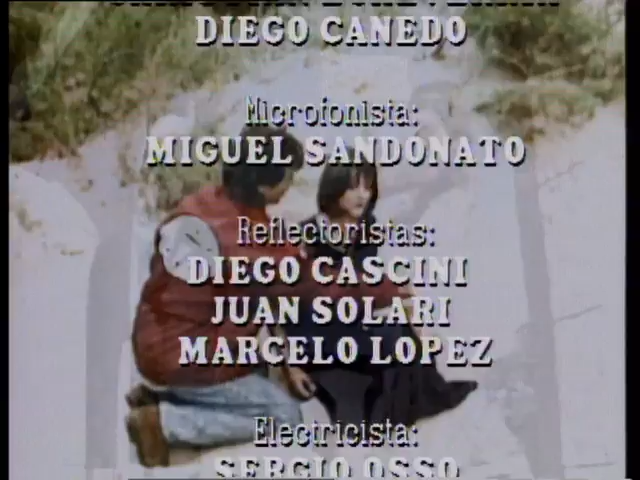 DIEGO CANEDO
Microfonista:
MIGUEL SANDONATO
Reflectoristas:
DIEGO CASCINI
JUAN SOLARI
MARCELO LOPEZ
Electricista:
SERGIO OSSO